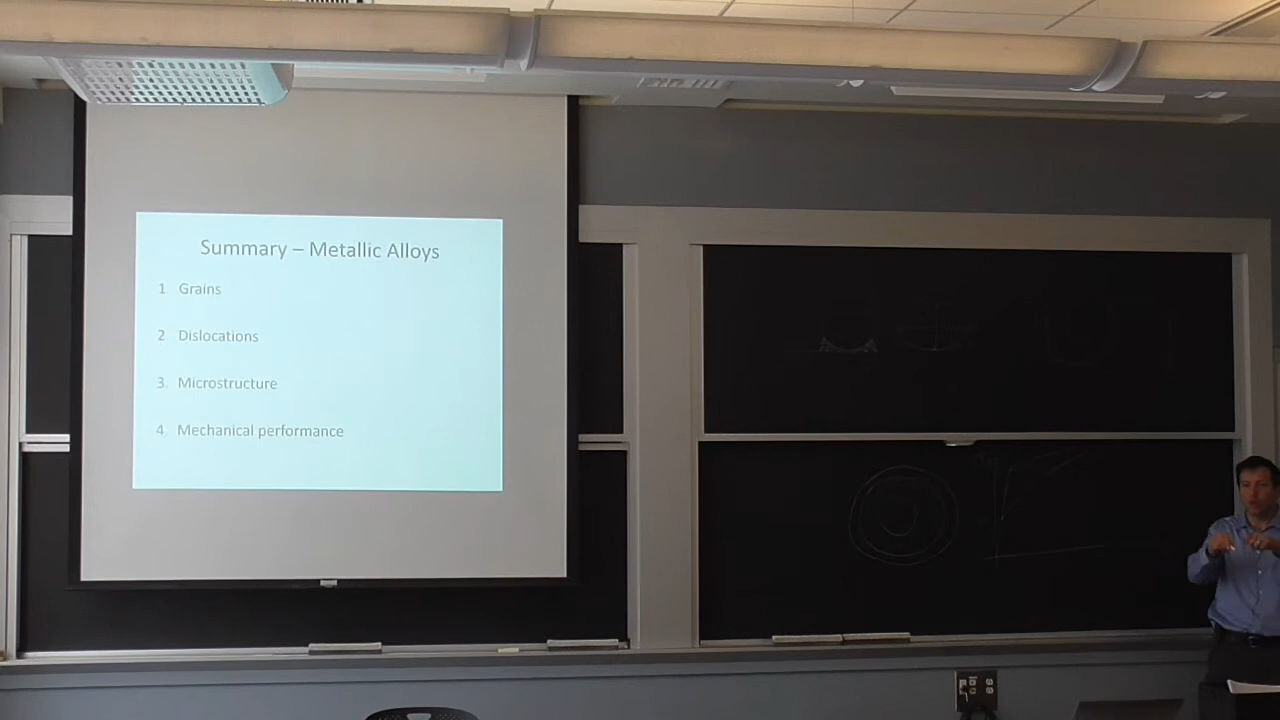 Summary – Metallic Alloys
1 Grains
2 Dislocations
3. Microstructure
4 Mechanical performance